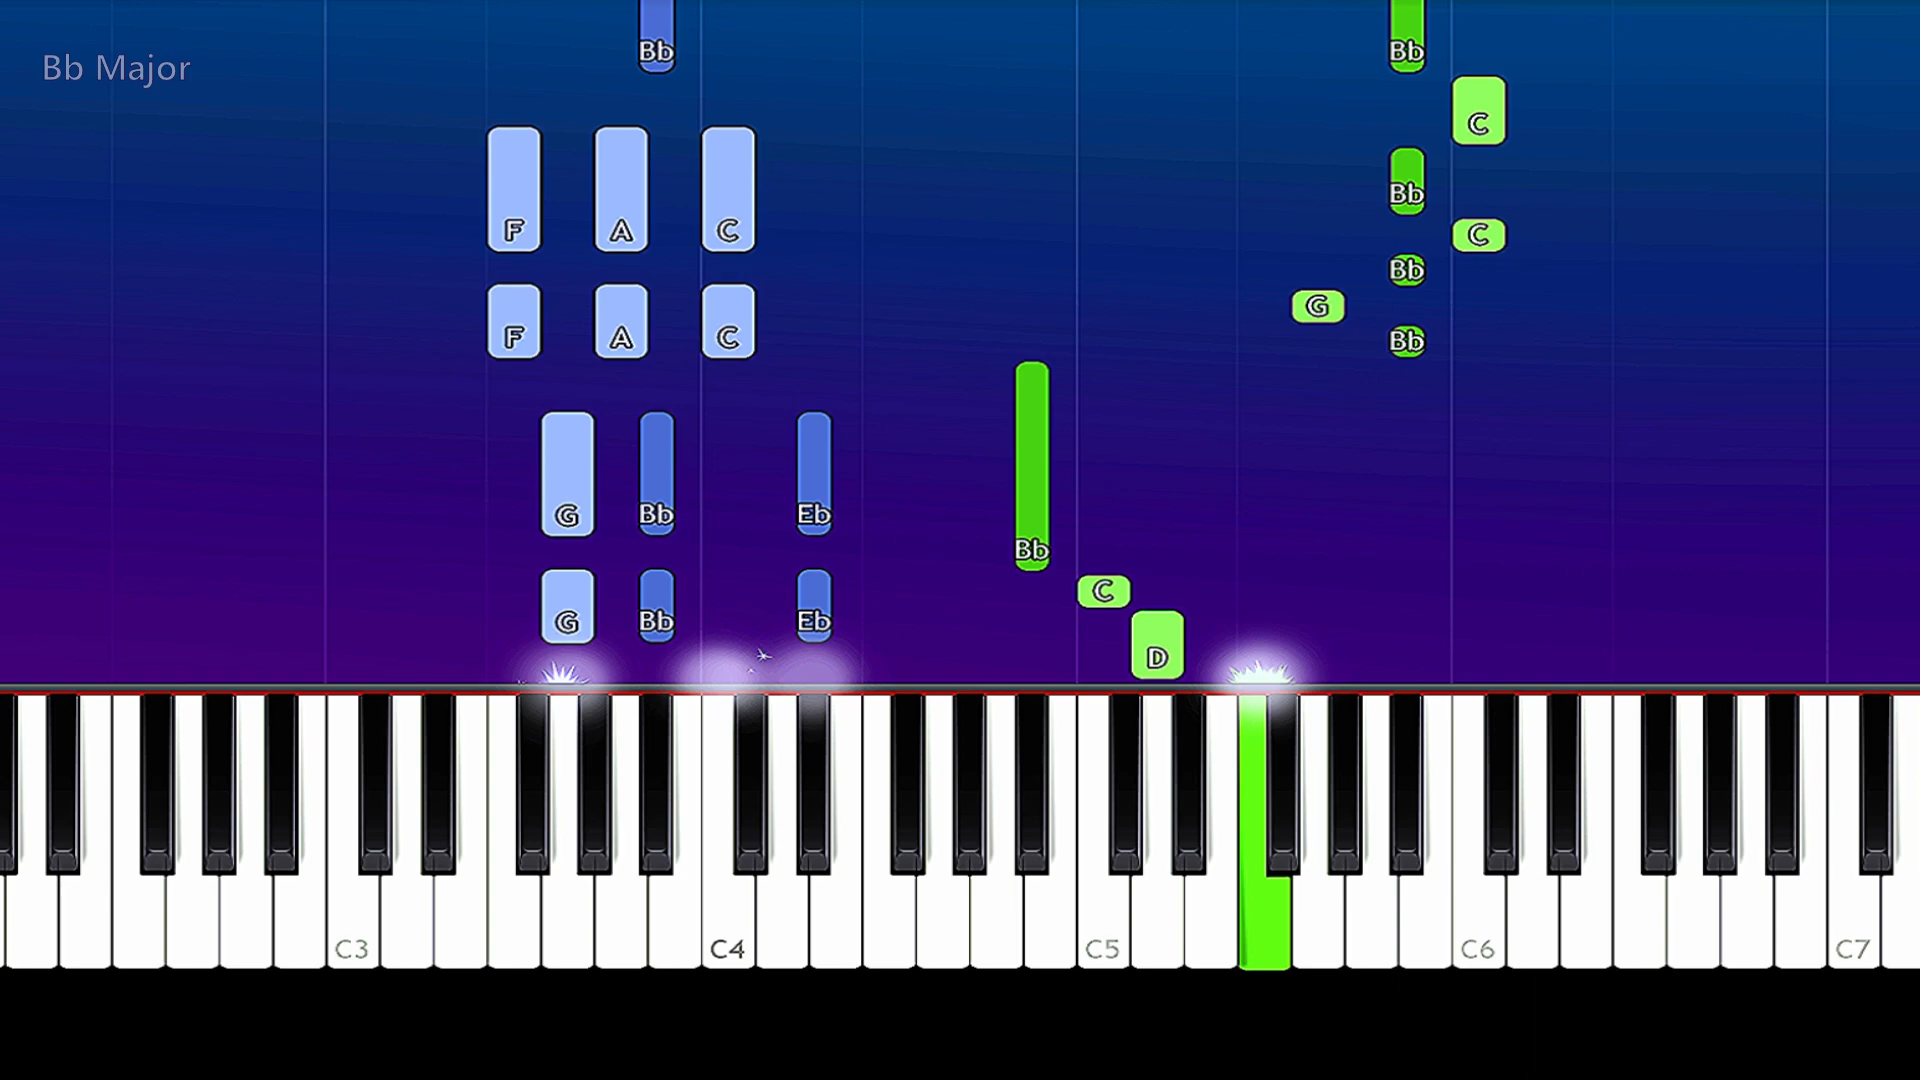 Bb Bb
Bb Major
C
Bb
F A C C
Bb
G
F A C Bb
G Bb Eb
Bb
C
G Bb Eb
D
C3 C4 C5 C6 C7